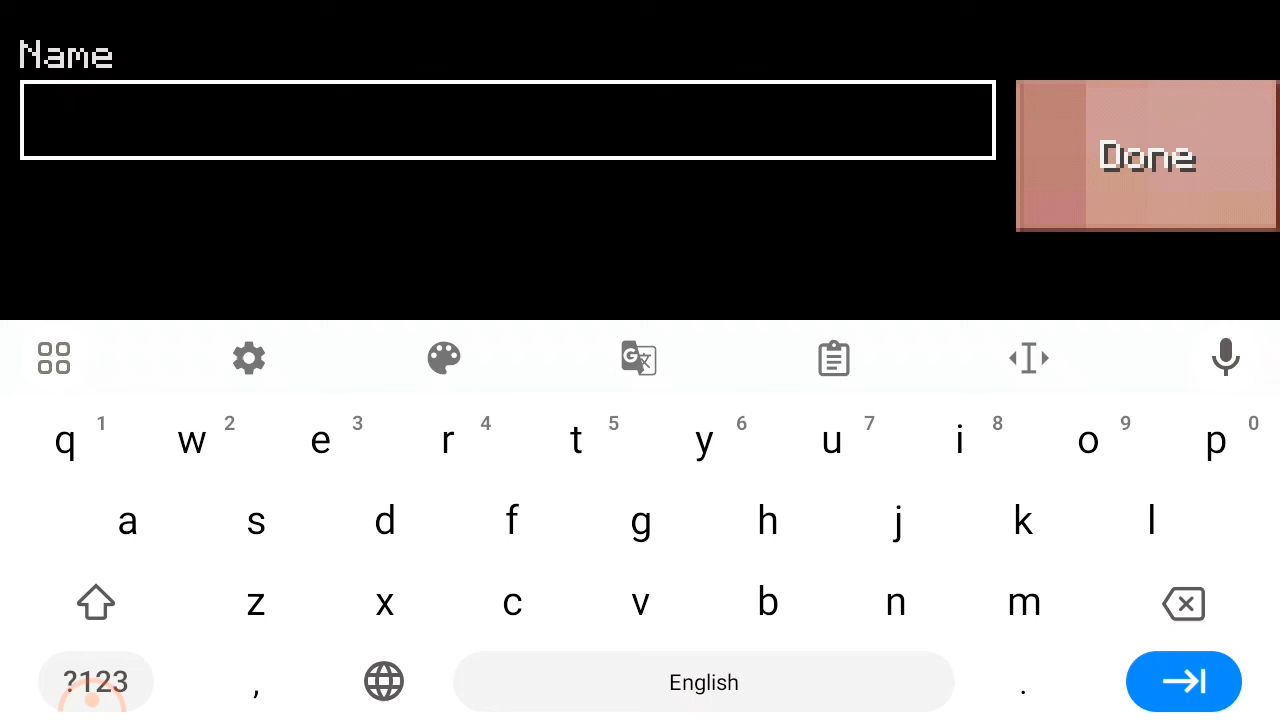 Name
Done
q 1 w 2 e 3 r 4 t 5 y 6 u 7 i 8 o 9 p 0
a s d f g h j k l
z x c v b n m
?123 , English .